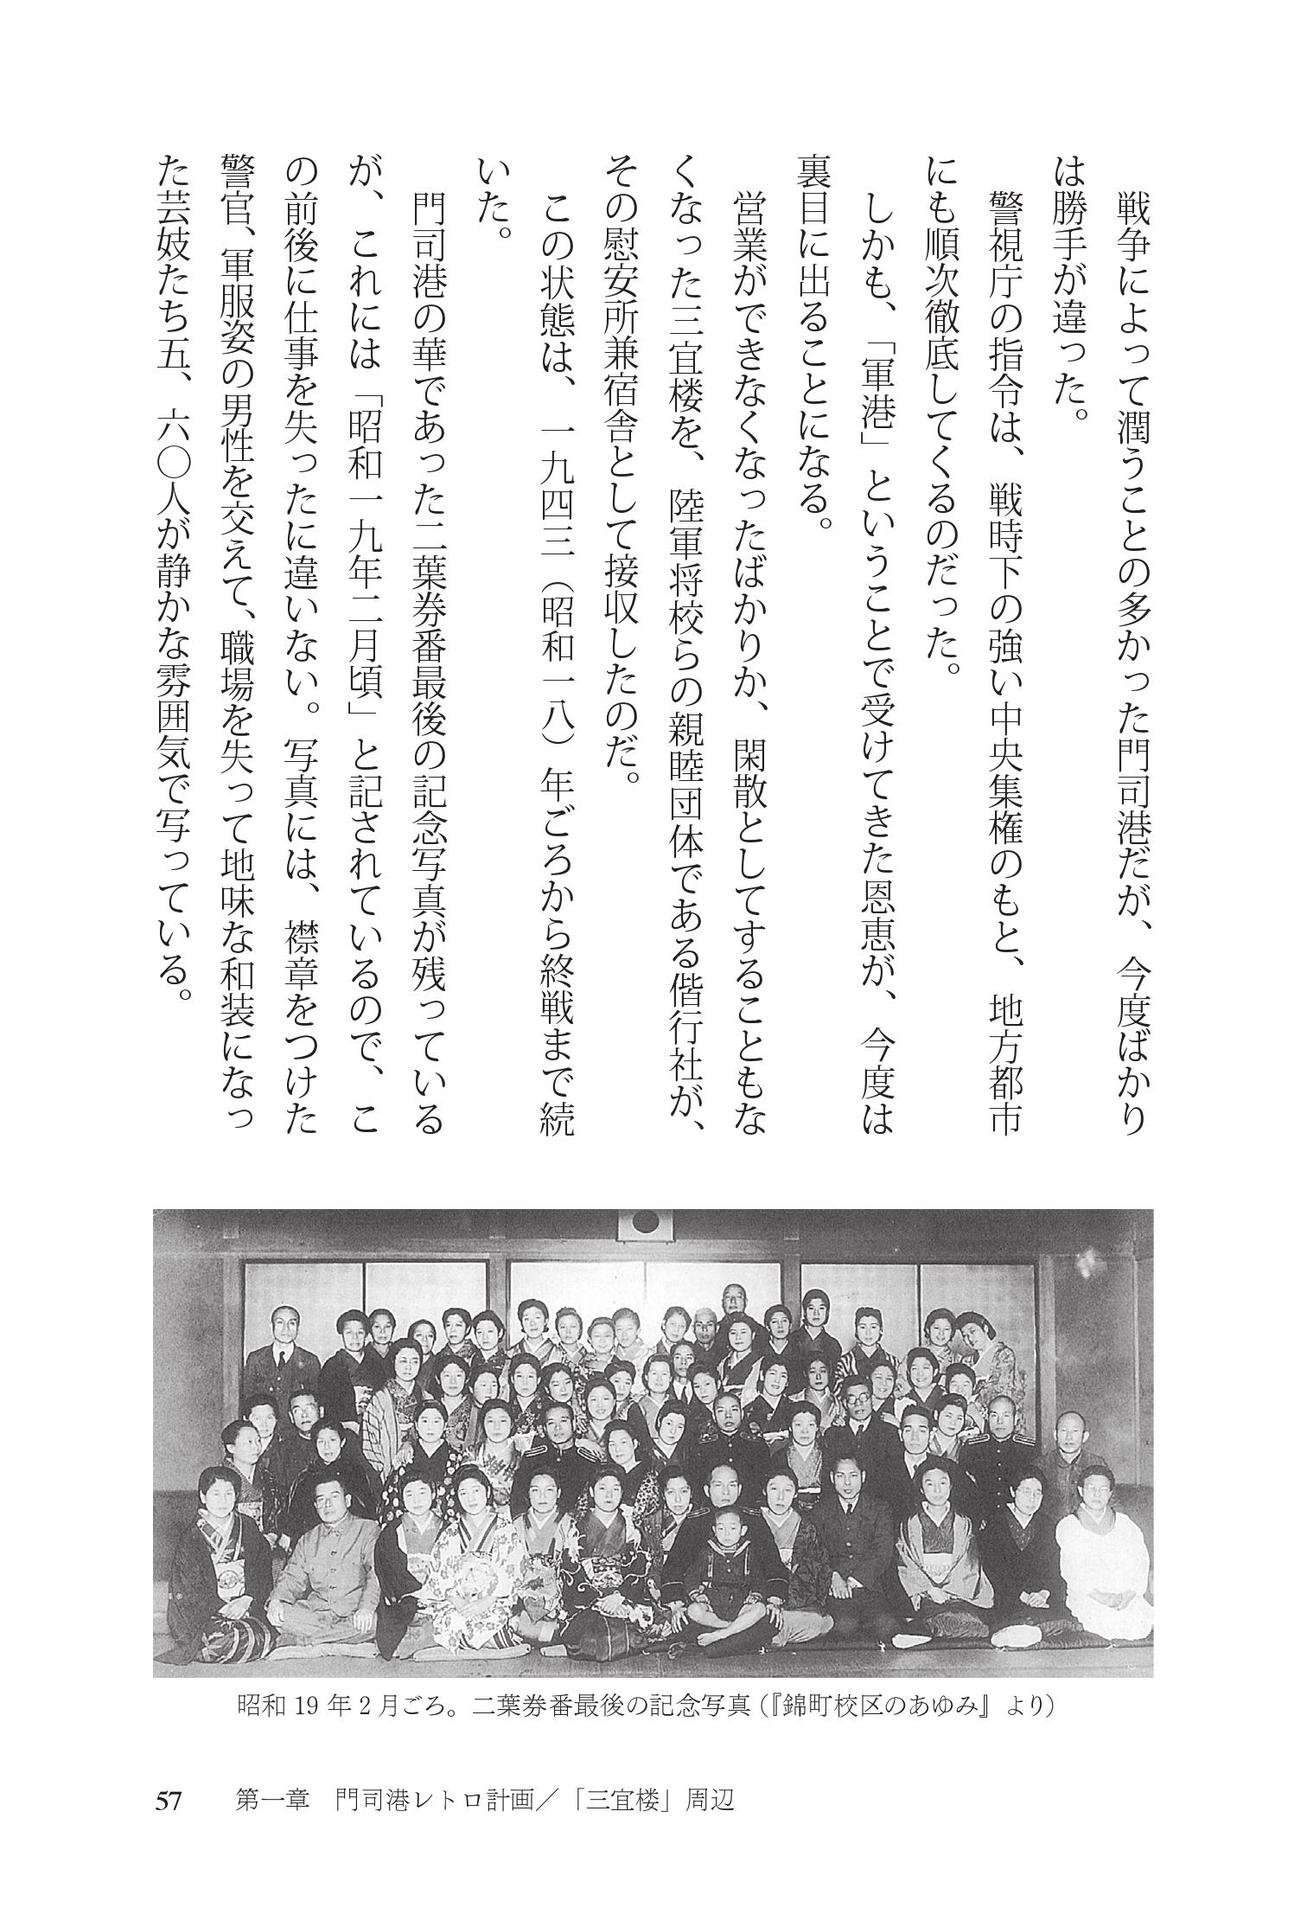 戦争によって潤うことの多かった門司港だが、今度ばかり
は勝手が違った。
警視庁の指令は、戦時下の強い中央集権のもと、地方都市
にも順次徹底してくるのだった。
しかも、「軍港」ということで受けてきた恩恵が、今度は
裏目に出ることになる。
営業ができなくなったばかりか、閑散としてすることもな
くなった三宜楼を、陸軍将校らの親睦団体である偕行社が、
その慰安所兼宿舎として接収したのだ。
この状態は、一九四三（昭和一八）年ごろから終戦まで続
いた。
門司港の華であった二葉券番最後の記念写真が残っている
が、これには「昭和一九年二月頃」と記されているので、こ
の前後に仕事を失ったに違いない。写真には、襟章をつけた
警官、軍服姿の男性を交えて、職場を失って地味な和装になっ
た芸妓たち五、六〇人が静かな雰囲気で写っている。
昭和 19 年 2 月ごろ。二葉券番最後の記念写真（『錦町校区のあゆみ』より）
57　第一章　門司港レトロ計画／「三宜楼」周辺